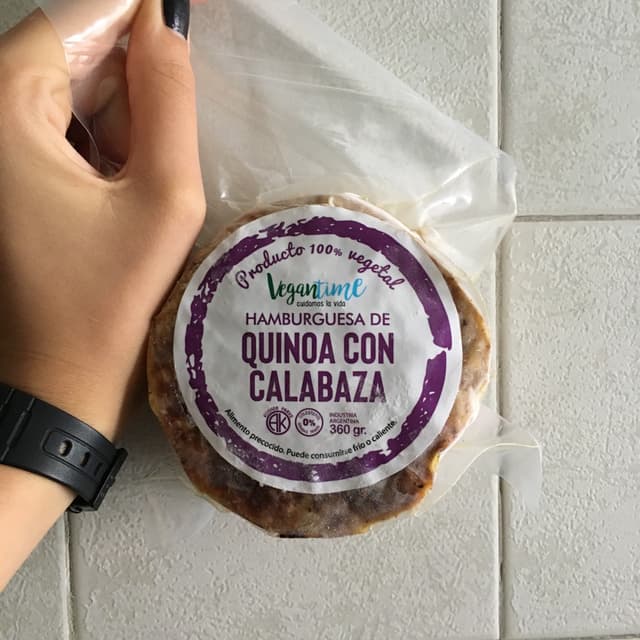 Producto 100% vegetal
Vegantime
cuidamos la vida
HAMBURGUESA DE
QUINOA CON
CALABAZA
AK
0%
INDUSTRIA
ARGENTINA
360 gr.
Alimento precocido. Puede consumirse frío o caliente.